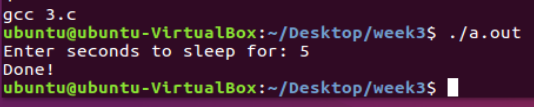 gcc 3.c
ubuntu@ubuntu-VirtualBox:~/Desktop/week3$ ./a.out
Enter seconds to sleep for: 5
Done!
ubuntu@ubuntu-VirtualBox:~/Desktop/week3$